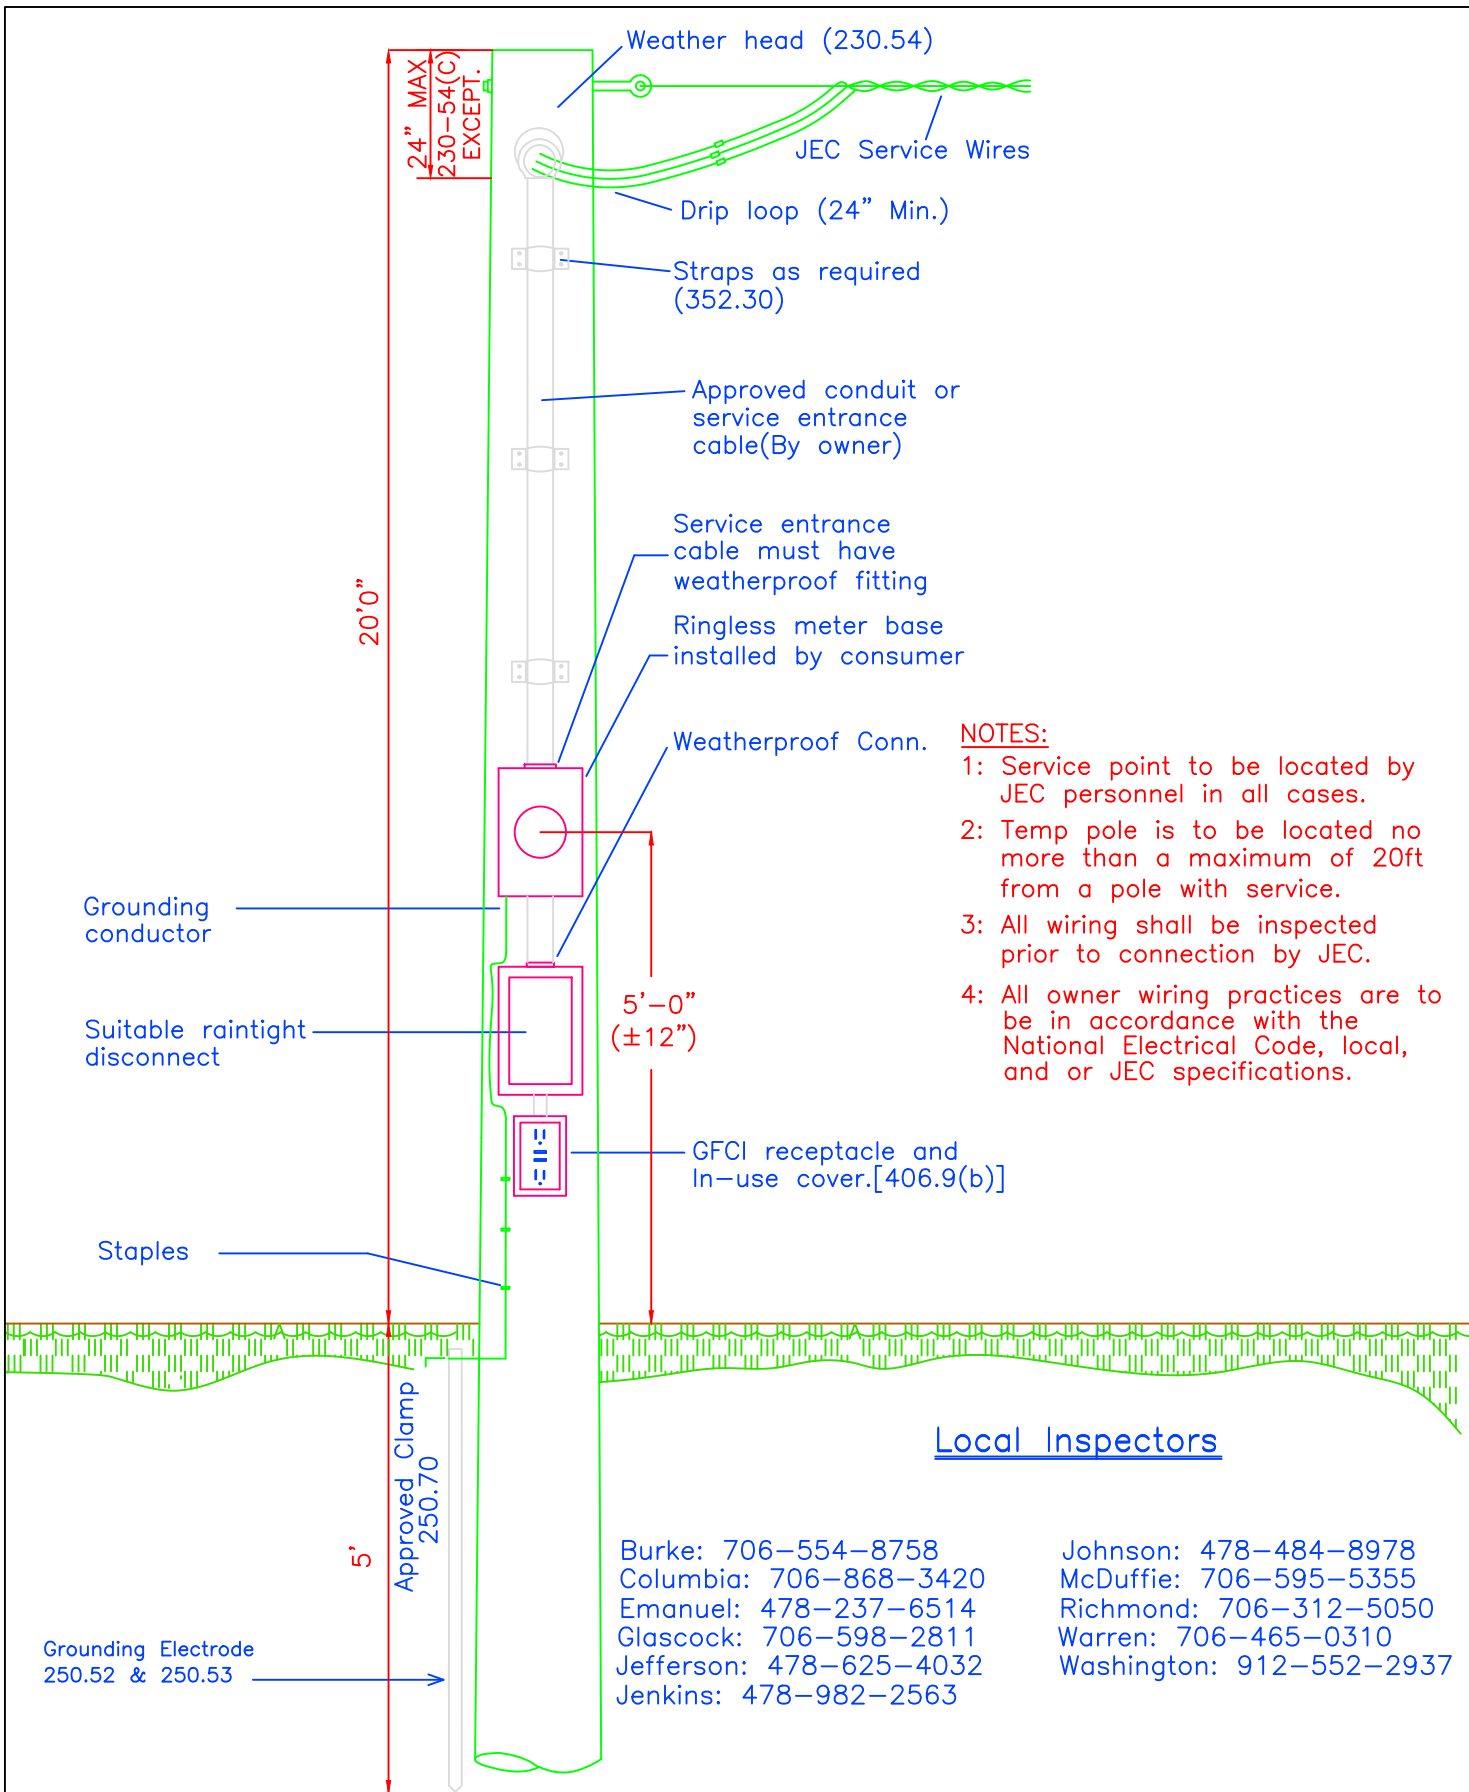 Weather head (230.54)
24” MAX
230-54(C)
EXCEPT.
JEC Service Wires
Drip loop (24” Min.)
Straps as required
(352.30)
Approved conduit or
service entrance
cable(By owner)
Service entrance
cable must have
weatherproof fitting
20'0”
Ringless meter base
installed by consumer
Weatherproof Conn.
NOTES:
1: Service point to be located by
JEC personnel in all cases.
2: Temp pole is to be located no
more than a maximum of 20ft
from a pole with service.
3: All wiring shall be inspected
prior to connection by JEC.
4: All owner wiring practices are to
be in accordance with the
National Electrical Code, local,
and or JEC specifications.
Grounding
conductor
5'-0”
(±12”)
Suitable raintight
disconnect
GFCI receptacle and
In-use cover.[406.9(b)]
Staples
Approved Clamp
250.70
5'
Grounding Electrode
250.52 & 250.53
Local Inspectors
Burke: 706-554-8758
Columbia: 706-868-3420
Emanuel: 478-237-6514
Glascock: 706-598-2811
Jefferson: 478-625-4032
Jenkins: 478-982-2563
Johnson: 478-484-8978
McDuffie: 706-595-5355
Richmond: 706-312-5050
Warren: 706-465-0310
Washington: 912-552-2937